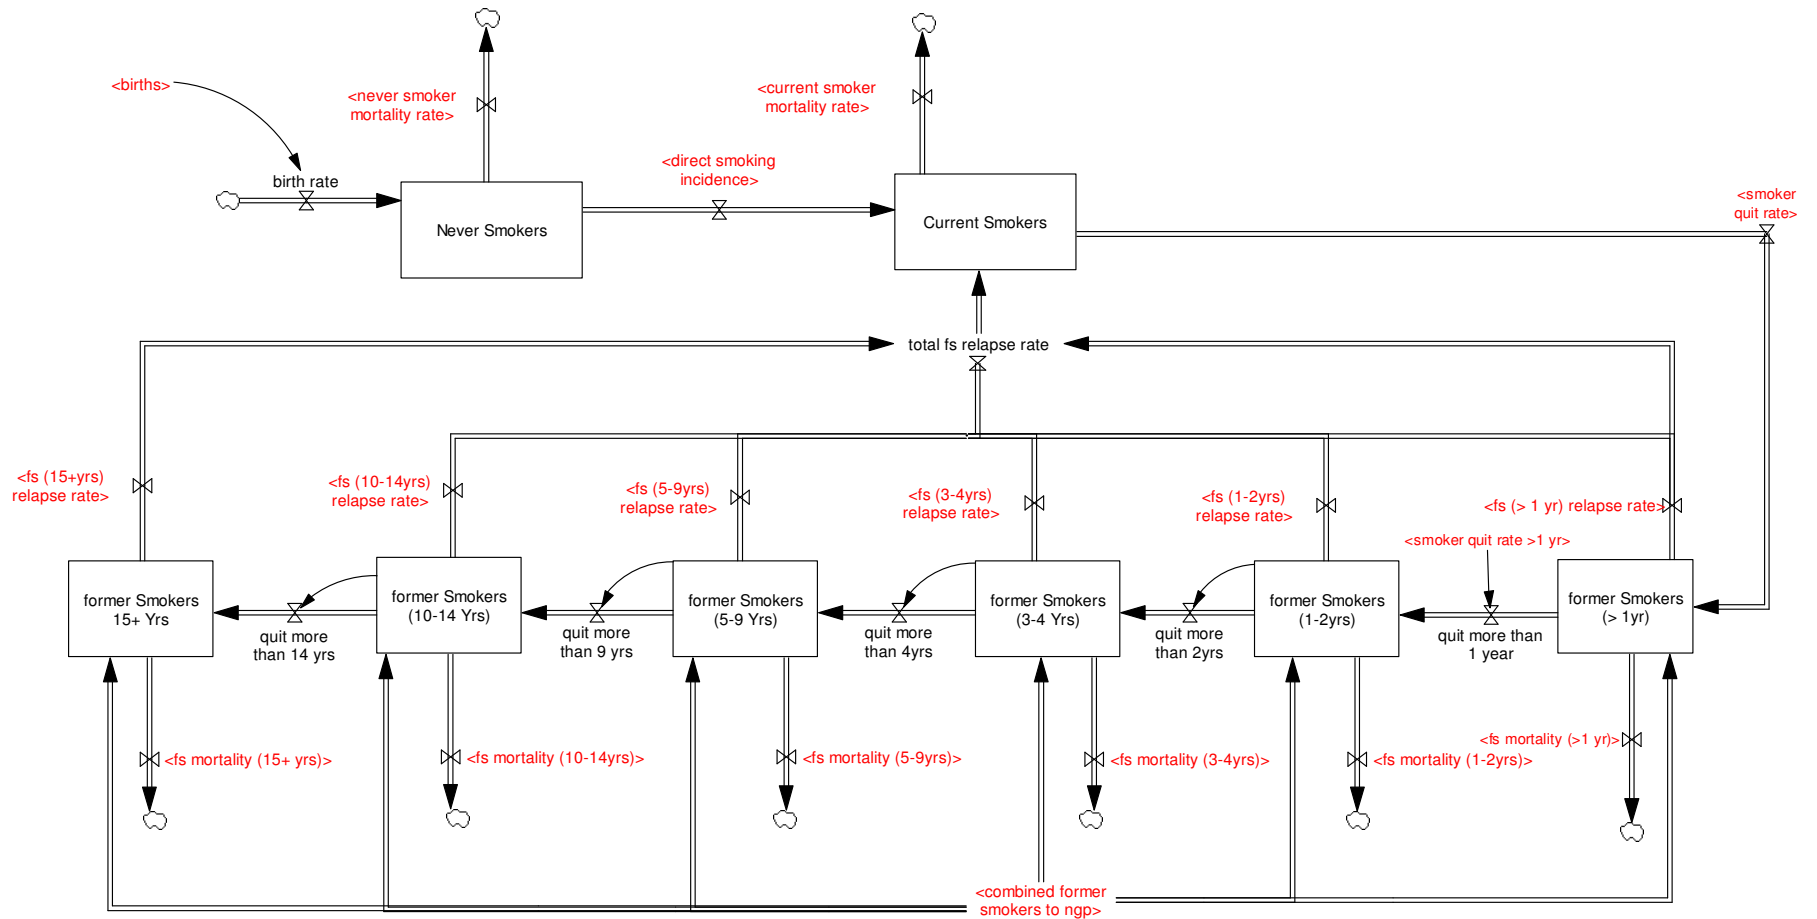 <births>
<never smoker
mortality rate>
<current smoker
mortality rate>
<direct smoking
incidence>
birth rate
Never Smokers
Current Smokers
<smoker
quit rate>
total fs relapse rate
<fs (15+yrs)
relapse rate>
<fs (10-14yrs)
relapse rate>
<fs (5-9yrs)
relapse rate>
<fs (3-4yrs)
relapse rate>
<fs (1-2yrs)
relapse rate>
<fs (> 1 yr) relapse rate>
<smoker quit rate >1 yr>
former Smokers
15+ Yrs
former Smokers
(10-14 Yrs)
former Smokers
(5-9 Yrs)
former Smokers
(3-4 Yrs)
former Smokers
(1-2yrs)
former Smokers
(> 1yr)
quit more
than 14 yrs
quit more
than 9 yrs
quit more
than 4yrs
quit more
than 2yrs
quit more than
1 year
<fs mortality (15+ yrs)>
<fs mortality (10-14yrs)>
<fs mortality (5-9yrs)>
<fs mortality (3-4yrs)>
<fs mortality (1-2yrs)>
<fs mortality (>1 yr)>
<combined former
smokers to ngp>